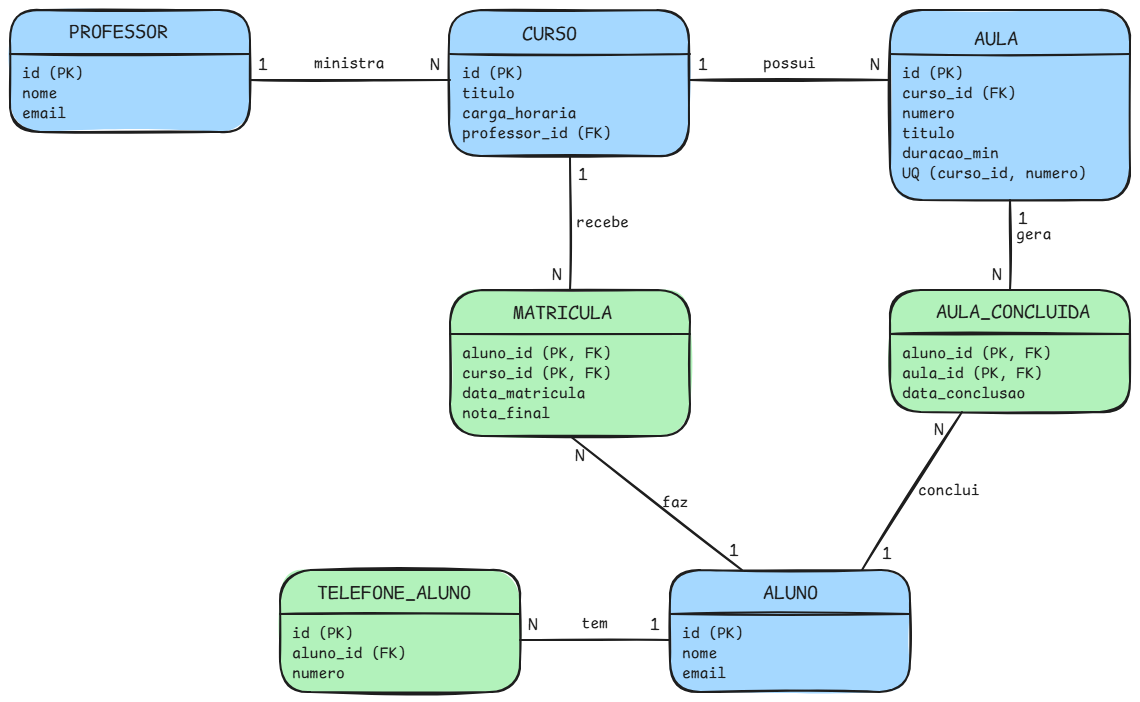 PROFESSOR
id (PK)
nome
email
1
ministra
N
CURSO
id (PK)
titulo
carga_horaria
professor_id (FK)
1
possui
N
AULA
id (PK)
curso_id (FK)
numero
titulo
duracao_min
UQ (curso_id, numero)
1
recebe
N
1
gera
N
MATRICULA
aluno_id (PK, FK)
curso_id (PK, FK)
data_matricula
nota_final
AULA_CONCLUIDA
aluno_id (PK, FK)
aula_id (PK, FK)
data_conclusao
N
faz
1
N
conclui
1
TELEFONE_ALUNO
id (PK)
aluno_id (FK)
numero
N
tem
1
ALUNO
id (PK)
nome
email